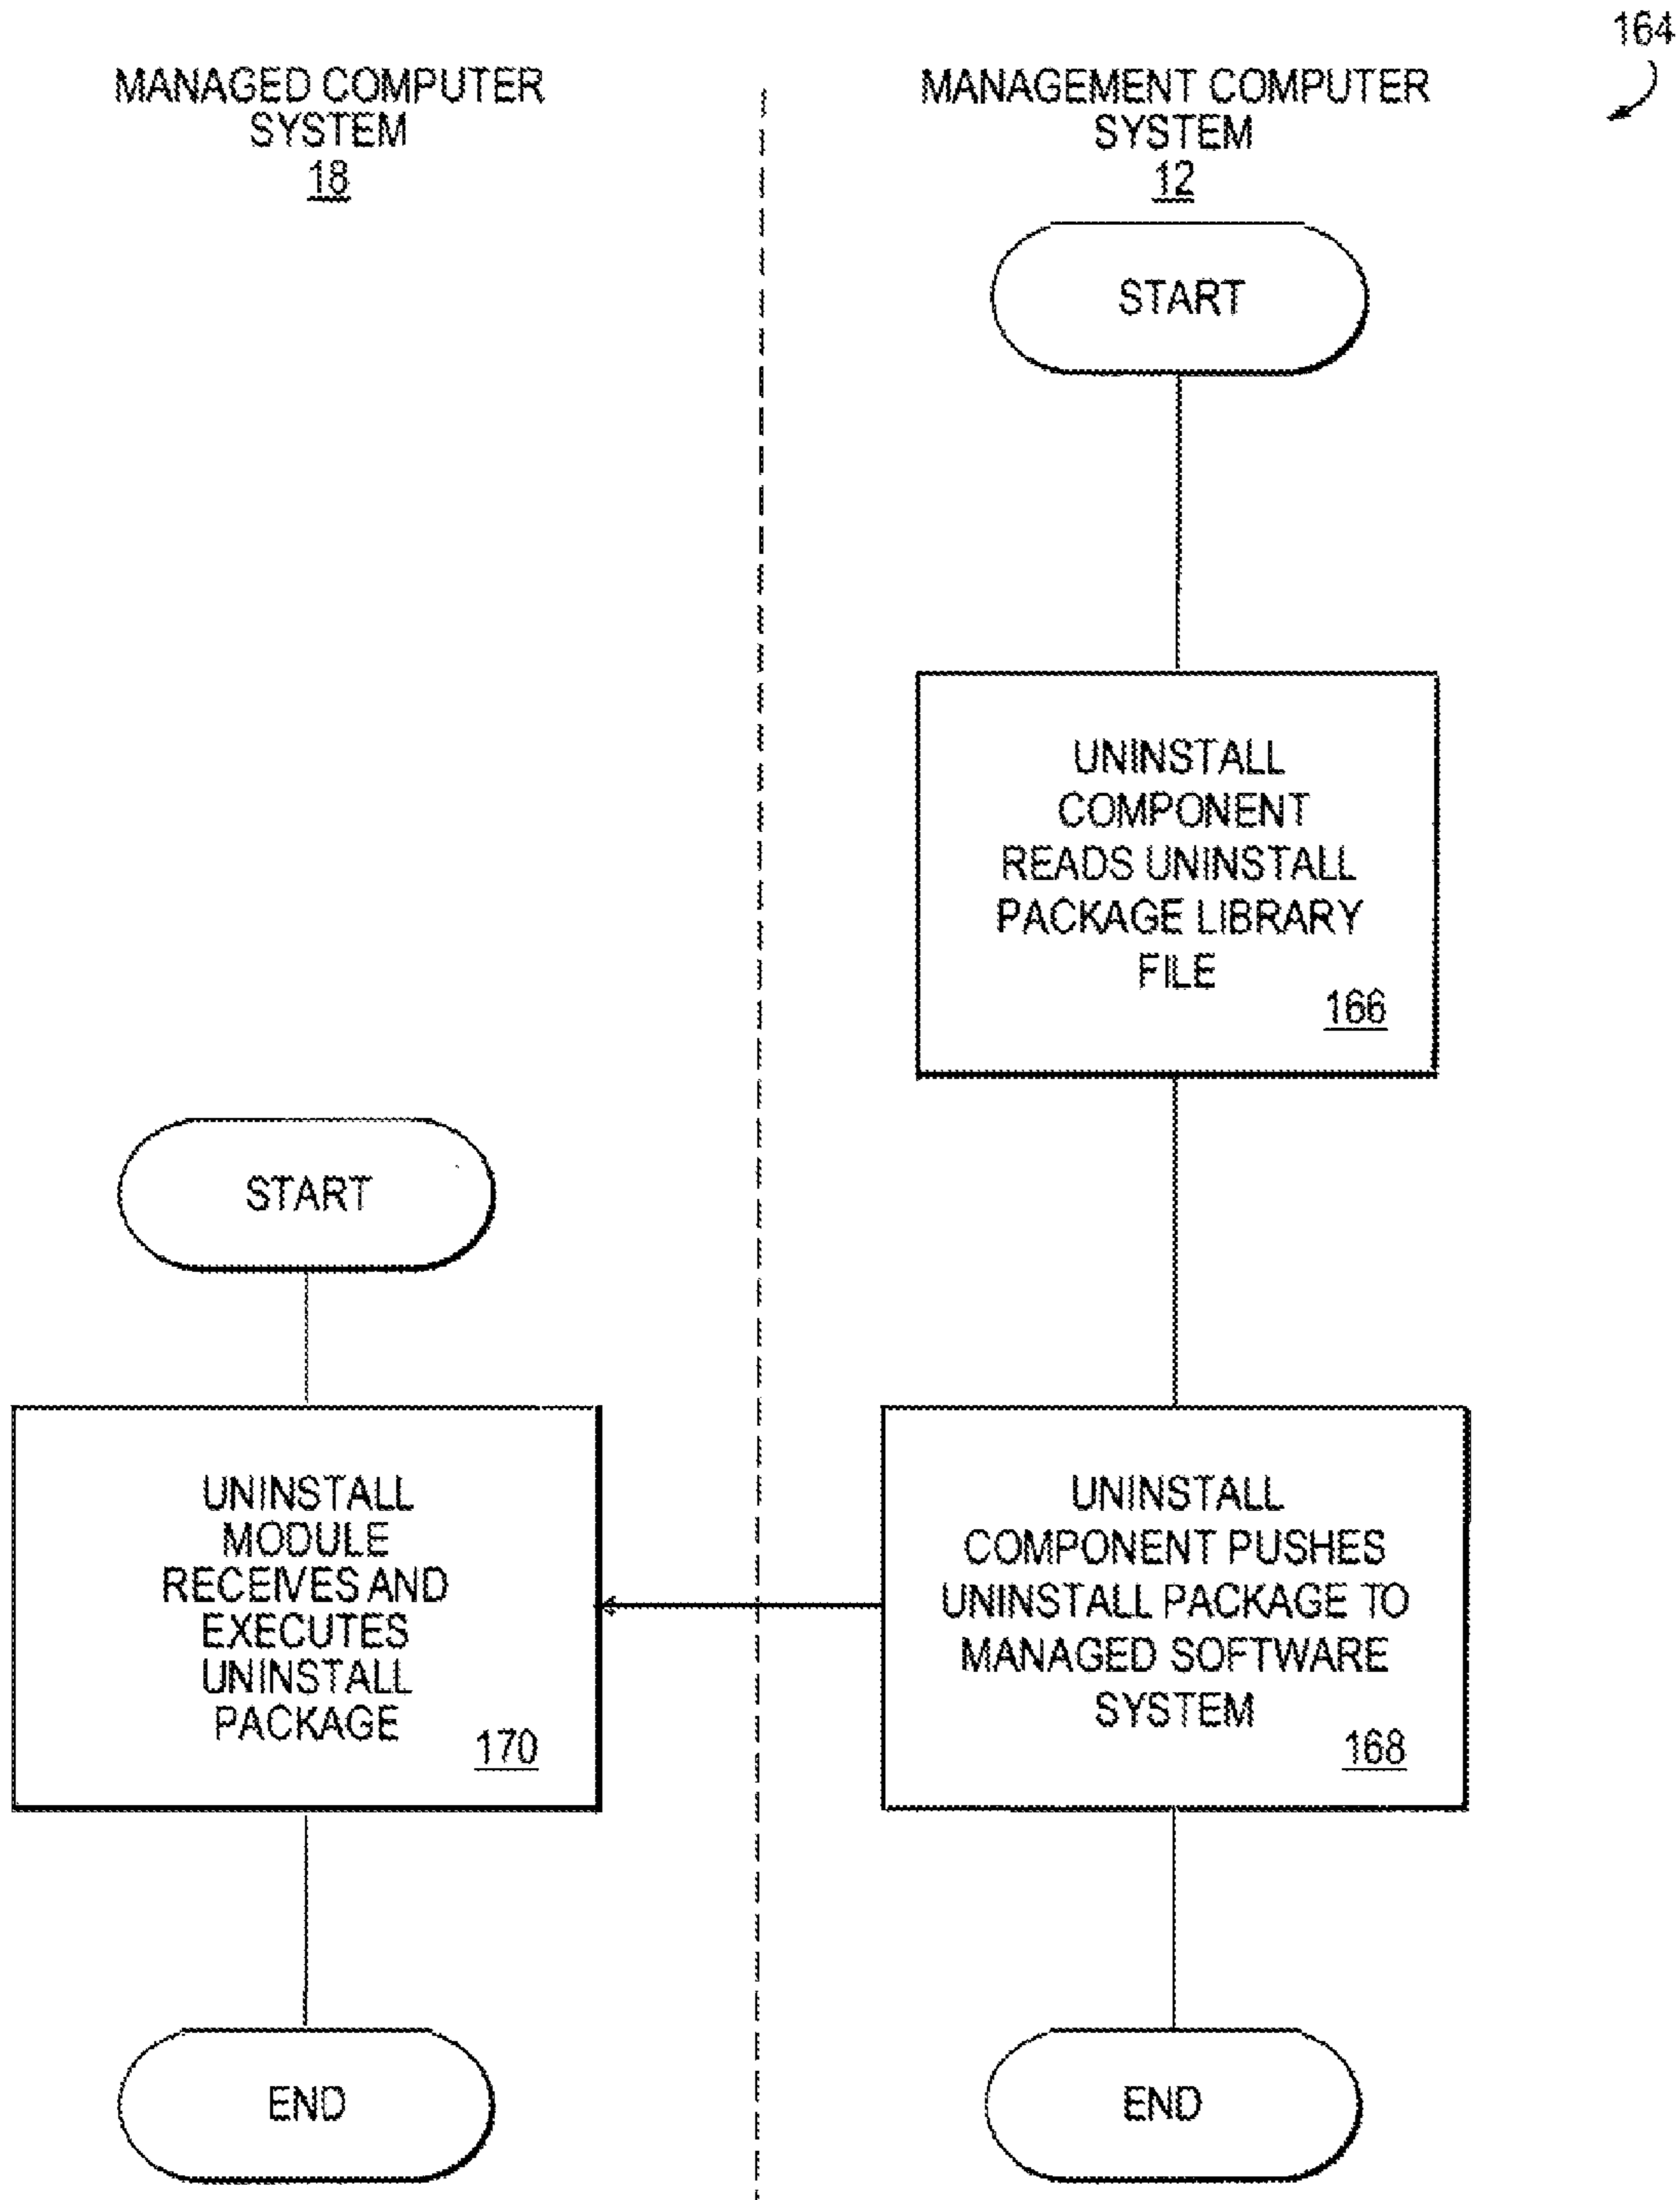 164
MANAGED COMPUTER
SYSTEM
18
MANAGEMENT COMPUTER
SYSTEM
12
START
UNINSTALL
COMPONENT
READS UNINSTALL
PACKAGE LIBRARY
FILE
166
START
UNINSTALL
MODULE
RECEIVES AND
EXECUTES
UNINSTALL
PACKAGE
170
UNINSTALL
COMPONENT PUSHES
UNINSTALL PACKAGE TO
MANAGED SOFTWARE
SYSTEM
168
END
END